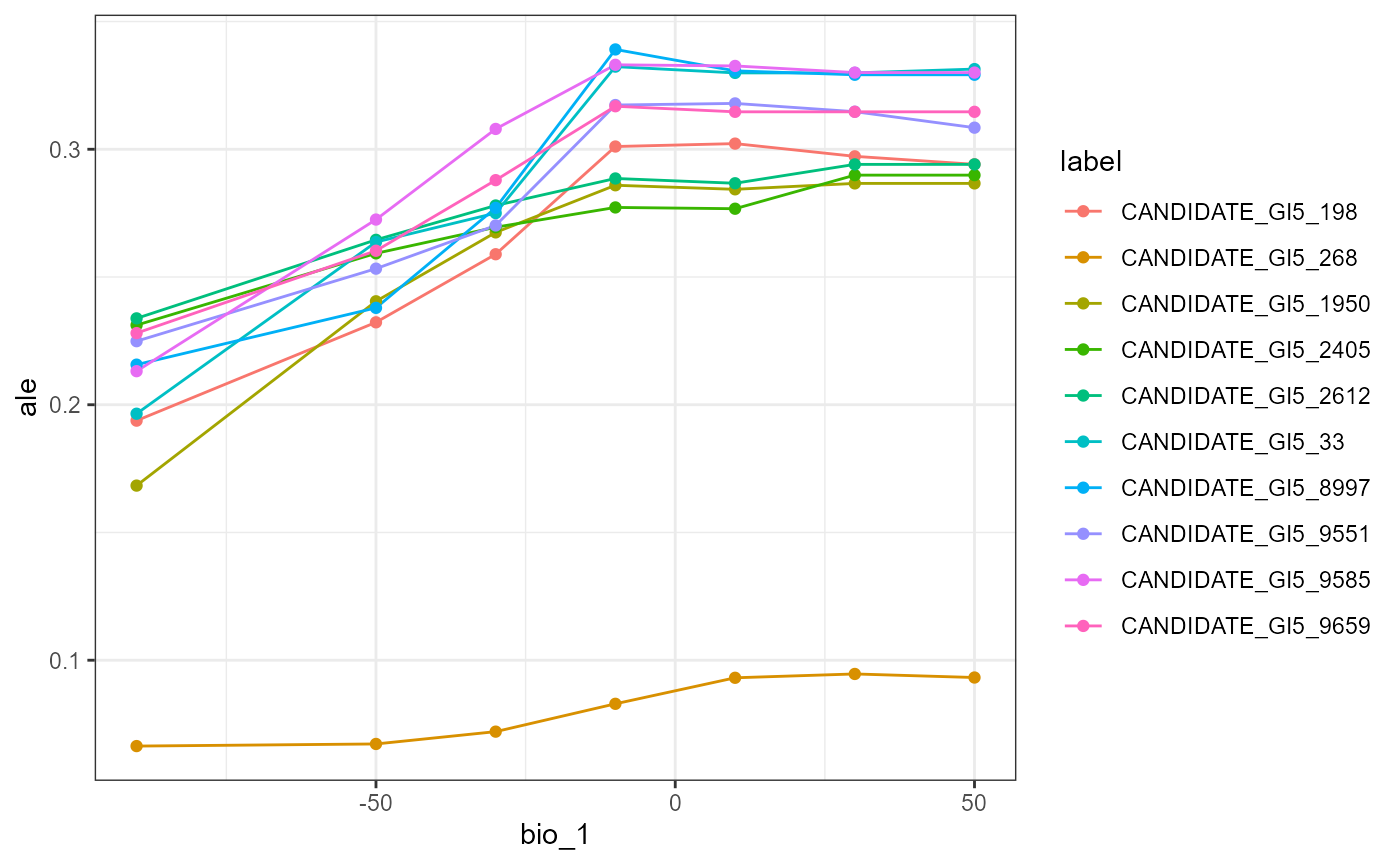 ale
0.3
0.2
0.1
-50
0
50
bio_1
label
CANDIDATE_GI5_198
CANDIDATE_GI5_268
CANDIDATE_GI5_1950
CANDIDATE_GI5_2405
CANDIDATE_GI5_2612
CANDIDATE_GI5_33
CANDIDATE_GI5_8997
CANDIDATE_GI5_9551
CANDIDATE_GI5_9585
CANDIDATE_GI5_9659